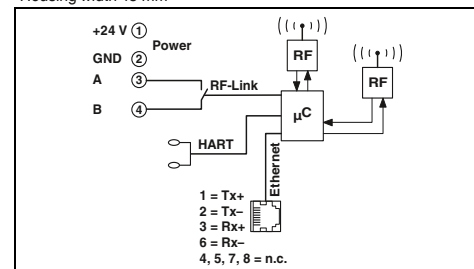 Housing width 45 mm
+24 V 1
Power
GND 2
A 3
RF-Link
B 4
RF
RF
µC
HART
Ethernet
1 = Tx+
2 = Tx–
3 = Rx+
6 = Rx–
4, 5, 7, 8 = n.c.